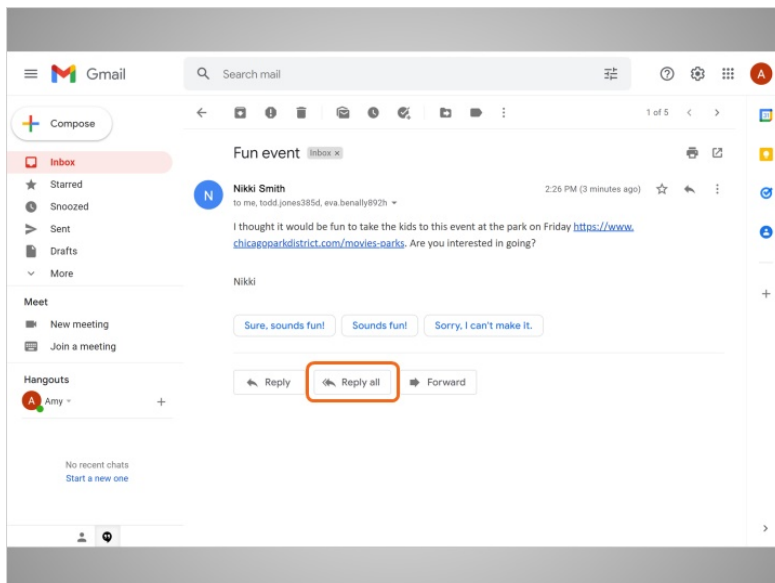 Gmail
Search mail
A
Compose
1 of 5
31
Inbox
Starred
Snoozed
Sent
Drafts
More
Meet
New meeting
Join a meeting
Hangouts
A Amy
No recent chats
Start a new one
Fun event Inbox x
N
Nikki Smith 2:26 PM (3 minutes ago)
to me, todd.jones385d, eva.benally892h
I thought it would be fun to take the kids to this event at the park on Friday https://www.
chicagoparkdistrict.com/movies-parks. Are you interested in going?
Nikki
Sure, sounds fun! Sounds fun! Sorry, I can't make it.
Reply Reply all Forward